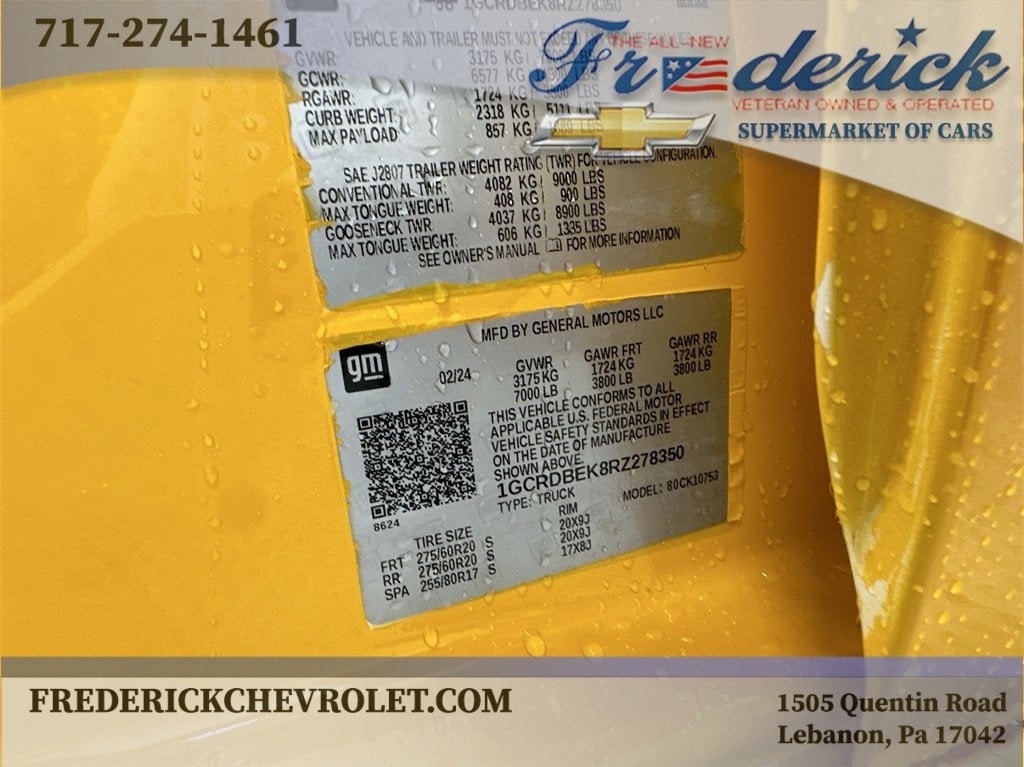 717-274-1461
THE ALL-NEW
Frederick
VETERAN OWNED & OPERATED
SUPERMARKET OF CARS
1GCRDBEK8RZ278350
VEHICLE AND TRAILER MUST NOT EXCEED
GVWR: 3175 KG
GCWR: 6577 KG
RGAWR: 1724 KG 3800 LBS
CURB WEIGHT: 2318 KG 5111 LBS
MAX PAYLOAD: 857 KG 1889 LBS
SAE J2807 TRAILER WEIGHT RATING (TWR) FOR VEHICLE CONFIGURATION.
CONVENTIONAL TWR: 4082 KG 9000 LBS
MAX TONGUE WEIGHT: 408 KG 900 LBS
GOOSENECK TWR: 4037 KG 8900 LBS
MAX TONGUE WEIGHT: 606 KG 1335 LBS
SEE OWNER'S MANUAL FOR MORE INFORMATION
MFD BY GENERAL MOTORS LLC
gm
02/24
GVWR GAWR FRT GAWR RR
3175 KG 1724 KG 1724 KG
7000 LB 3800 LB 3800 LB
THIS VEHICLE CONFORMS TO ALL
APPLICABLE U.S. FEDERAL MOTOR
VEHICLE SAFETY STANDARDS IN EFFECT
ON THE DATE OF MANUFACTURE
SHOWN ABOVE.
1GCRDBEK8RZ278350
TYPE: TRUCK MODEL: 80CK10753
8624
TIRE SIZE RIM
FRT 275/60R20 S 20X9J
RR 275/60R20 S 20X9J
SPA 255/80R17 S 17X8J
FREDERICKCHEVROLET.COM
1505 Quentin Road
Lebanon, Pa 17042